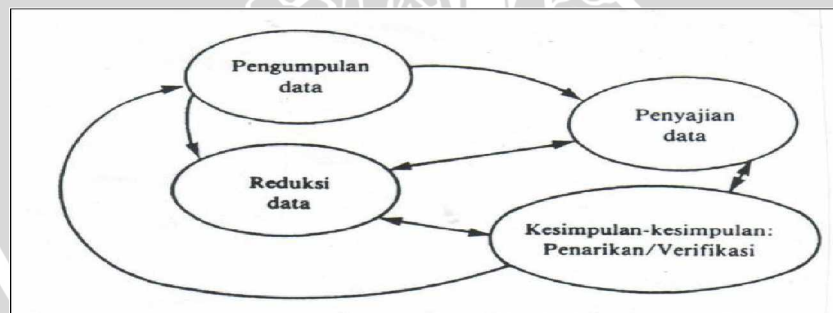 Pengumpulan
data
Penyajian
data
Reduksi
data
Kesimpulan-kesimpulan:
Penarikan/Verifikasi